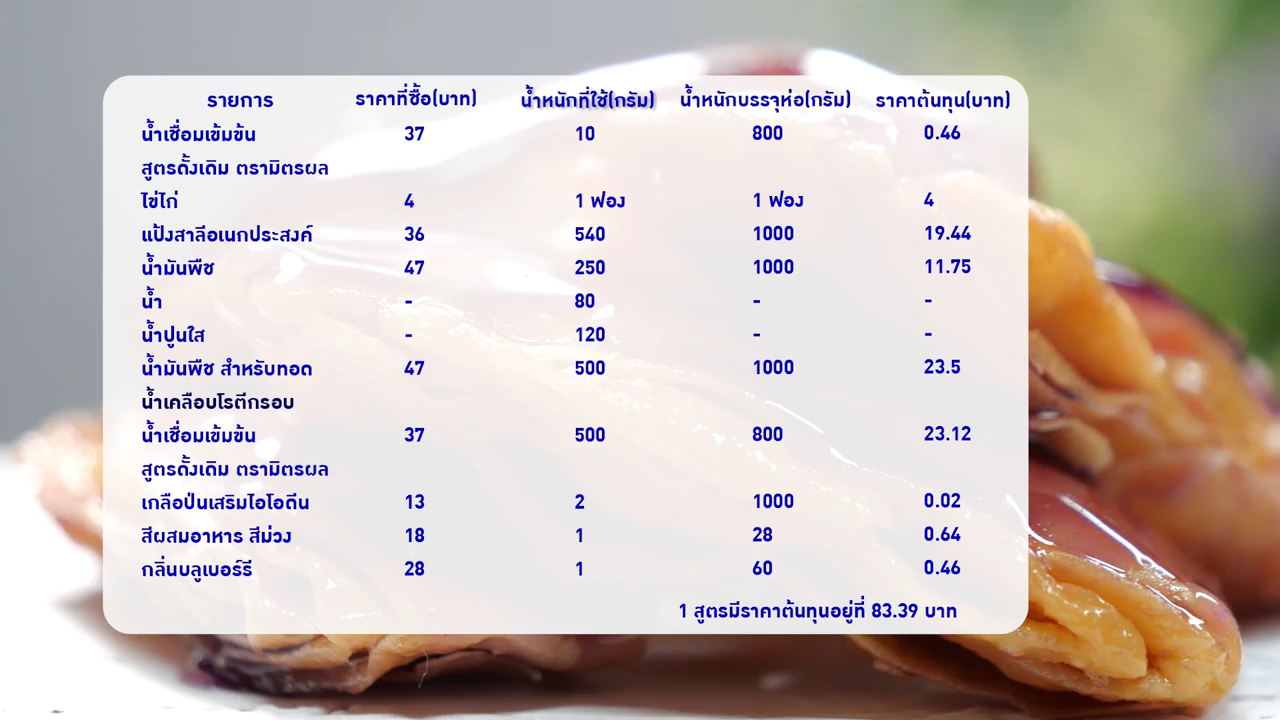 รายการ ราคาที่ซื้อ(บาท) น้ำหนักที่ใช้(กรัม) น้ำหนักบรรจุห่อ(กรัม) ราคาต้นทุน(บาท)
น้ำเชื่อมเข้มข้น 37 10 800 0.46
สูตรดั้งเดิม ตรามิตรผล
ไข่ไก่ 4 1 ฟอง 1 ฟอง 4
แป้งสาลีอเนกประสงค์ 36 540 1000 19.44
น้ำมันพืช 47 250 1000 11.75
น้ำ - 80 - -
น้ำปูนใส - 120 - -
น้ำมันพืช สำหรับทอด 47 500 1000 23.5
น้ำเคลือบโรตีกรอบ
น้ำเชื่อมเข้มข้น 37 500 800 23.12
สูตรดั้งเดิม ตรามิตรผล
เกลือป่นเสริมไอโอดีน 13 2 1000 0.02
สีผสมอาหาร สีม่วง 18 1 28 0.64
กลิ่นบลูเบอร์รี 28 1 60 0.46
1 สูตรมีราคาต้นทุนอยู่ที่ 83.39 บาท